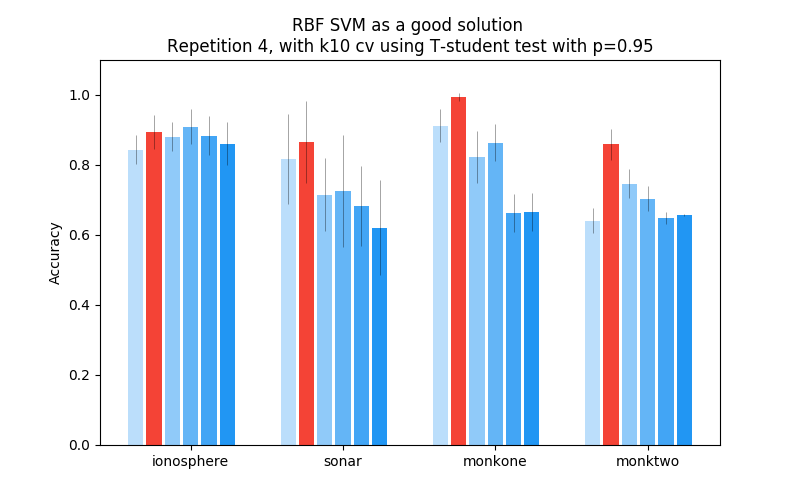 RBF SVM as a good solution
Repetition 4, with k10 cv using T-student test with p=0.95
Accuracy
1.0
0.8
0.6
0.4
0.2
0.0
ionosphere
sonar
monkone
monktwo